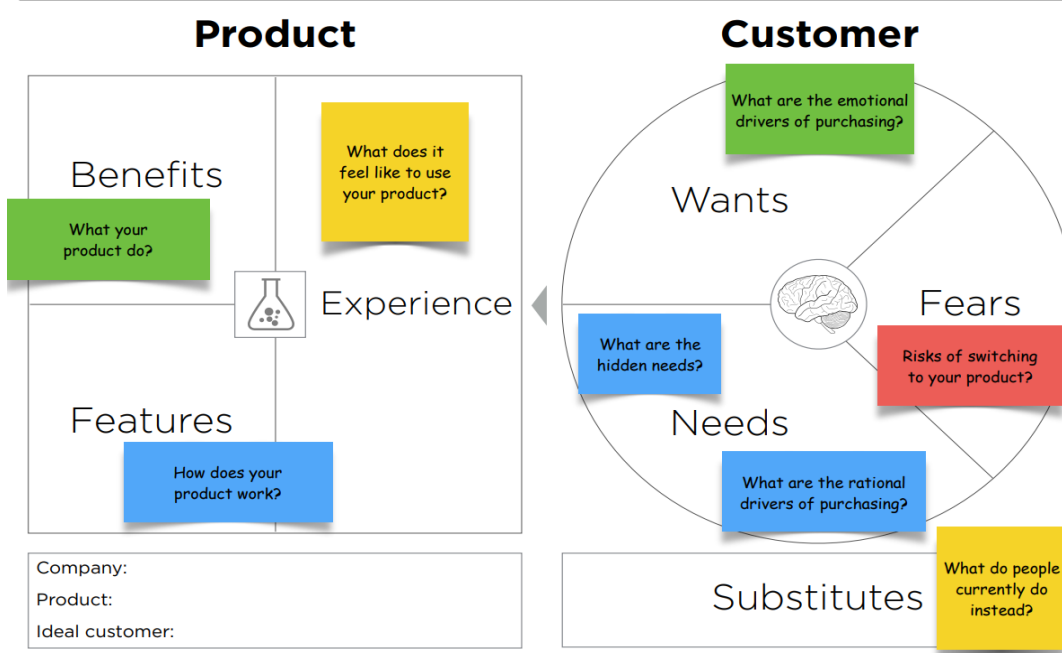 Product
Benefits
What your
product do?
What does it
feel like to use
your product?
Experience
Features
How does your
product work?
Company:
Product:
Ideal customer:
Customer
What are the emotional
drivers of purchasing?
Wants
Fears
Risks of switching
to your product?
What are the
hidden needs?
Needs
What are the rational
drivers of purchasing?
Substitutes
What do people
currently do
instead?